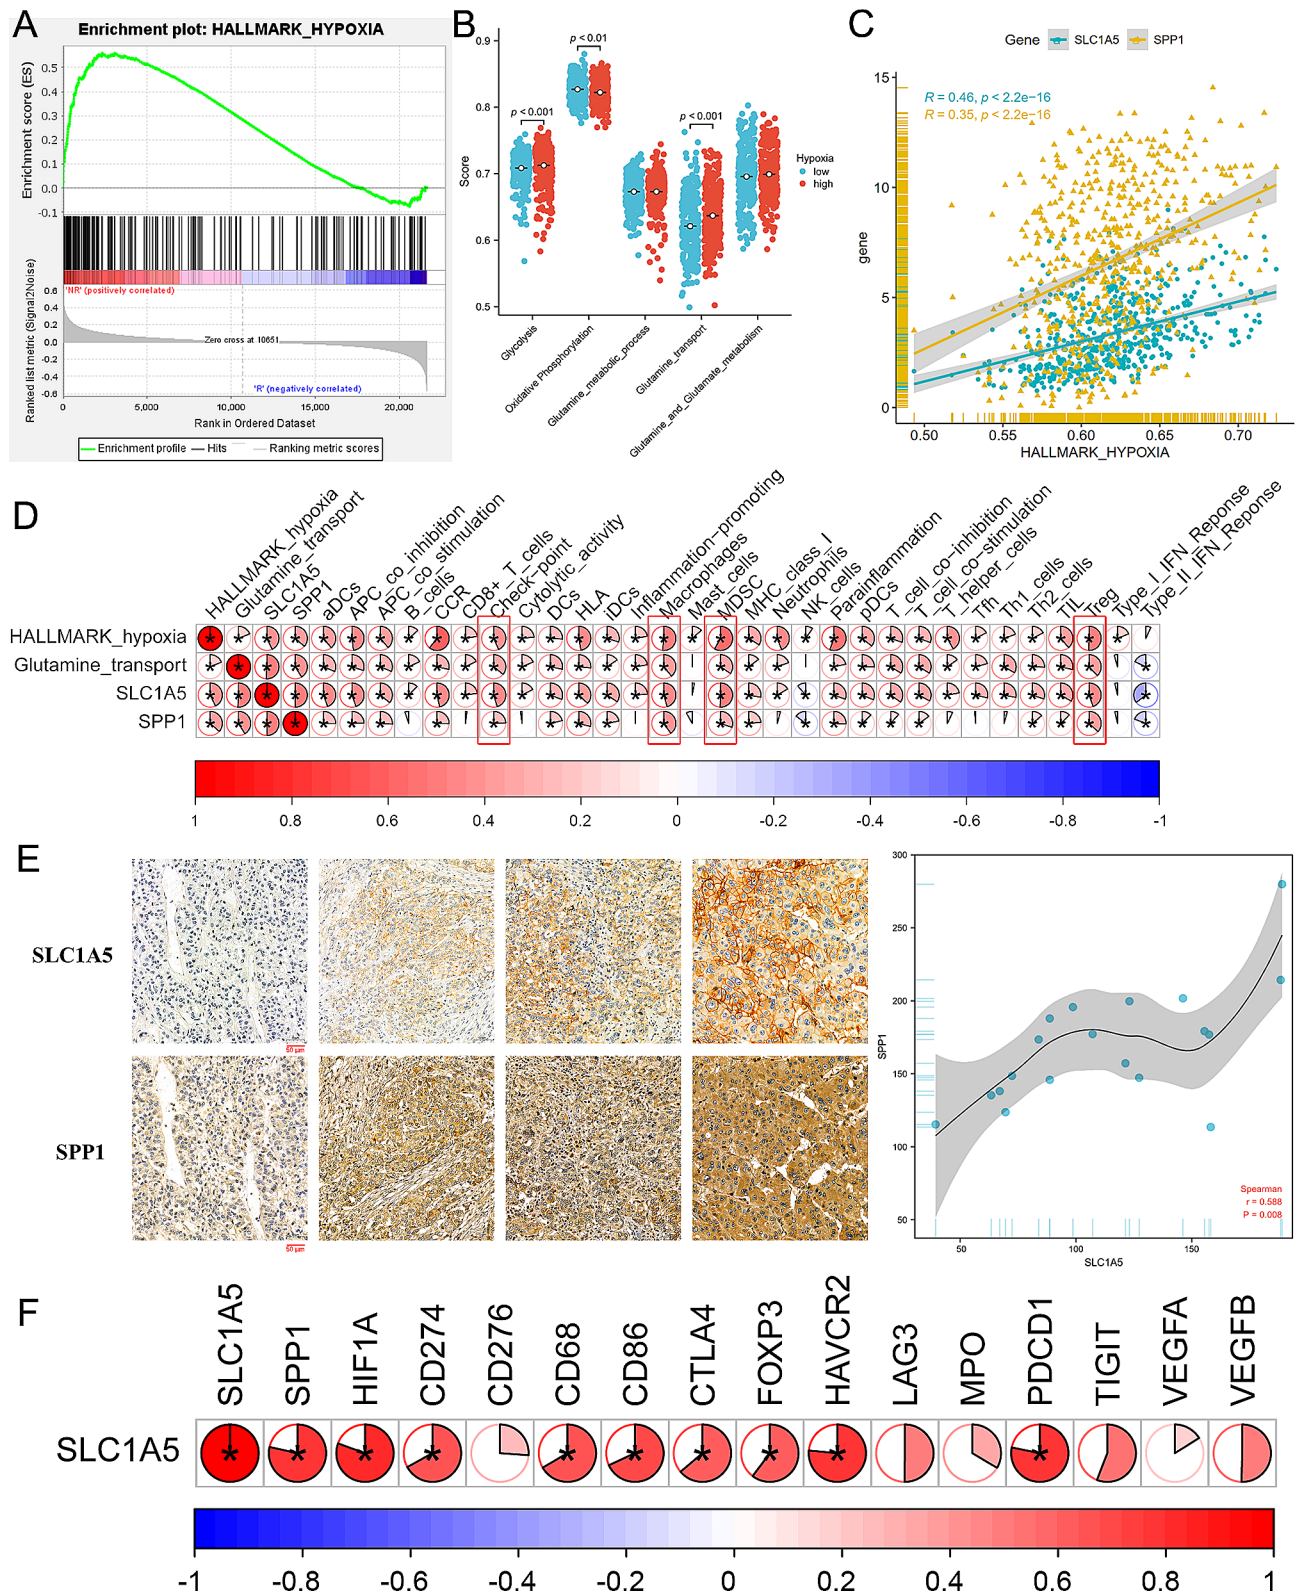 A
Enrichment plot: HALLMARK_HYPOXIA
Enrichment score (ES)
0.5
0.4
0.3
0.2
0.1
0.0
-0.1
'NR' (positively correlated)
Ranked list metric (Signal2Noise)
0.6
0.4
0.2
0.0
-0.2
-0.4
-0.6
Zero cross at 10651
'R' (negatively correlated)
0 5,000 10,000 15,000 20,000
Rank in Ordered Dataset
Enrichment profile Hits Ranking metric scores
B
Score
0.9
0.8
0.7
0.6
0.5
p < 0.001
p < 0.01
p < 0.001
Hypoxia
low
high
Glycolysis
Oxidative Phosphorylation
Glutamine_metabolic_process
Glutamine_transport
Glutamine_and_Glutamate_metabolism
C
Gene SLC1A5 SPP1
R = 0.46, p < 2.2e−16
R = 0.35, p < 2.2e−16
gene
15
10
5
0
0.50 0.55 0.60 0.65 0.70
HALLMARK_HYPOXIA
D
HALLMARK_hypoxia
Glutamine_transport
SLC1A5
SPP1
aDCs
APC_co_inhibition
APC_co_stimulation
B_cells
CCR
CD8+_T_cells
Check−point
Cytolytic_activity
DCs
HLA
iDCs
Inflammation−promoting
Macrophages
Mast_cells
MDSC
MHC_class_I
Neutrophils
NK_cells
Parainflammation
pDCs
T_cell_co−inhibition
T_cell_co−stimulation
T_helper_cells
Tfh
Th1_cells
Th2_cells
TIL
Treg
Type_I_IFN_Reponse
Type_II_IFN_Reponse
HALLMARK_hypoxia
Glutamine_transport
SLC1A5
SPP1
1 0.8 0.6 0.4 0.2 0 -0.2 -0.4 -0.6 -0.8 -1
E
SLC1A5
50 μm
SPP1
50 μm
SPP1
300
250
200
150
100
50
Spearman
r = 0.588
P = 0.008
50 100 150
SLC1A5
F
SLC1A5
SPP1
HIF1A
CD274
CD276
CD68
CD86
CTLA4
FOXP3
HAVCR2
LAG3
MPO
PDCD1
TIGIT
VEGFA
VEGFB
SLC1A5
-1 -0.8 -0.6 -0.4 -0.2 0 0.2 0.4 0.6 0.8 1